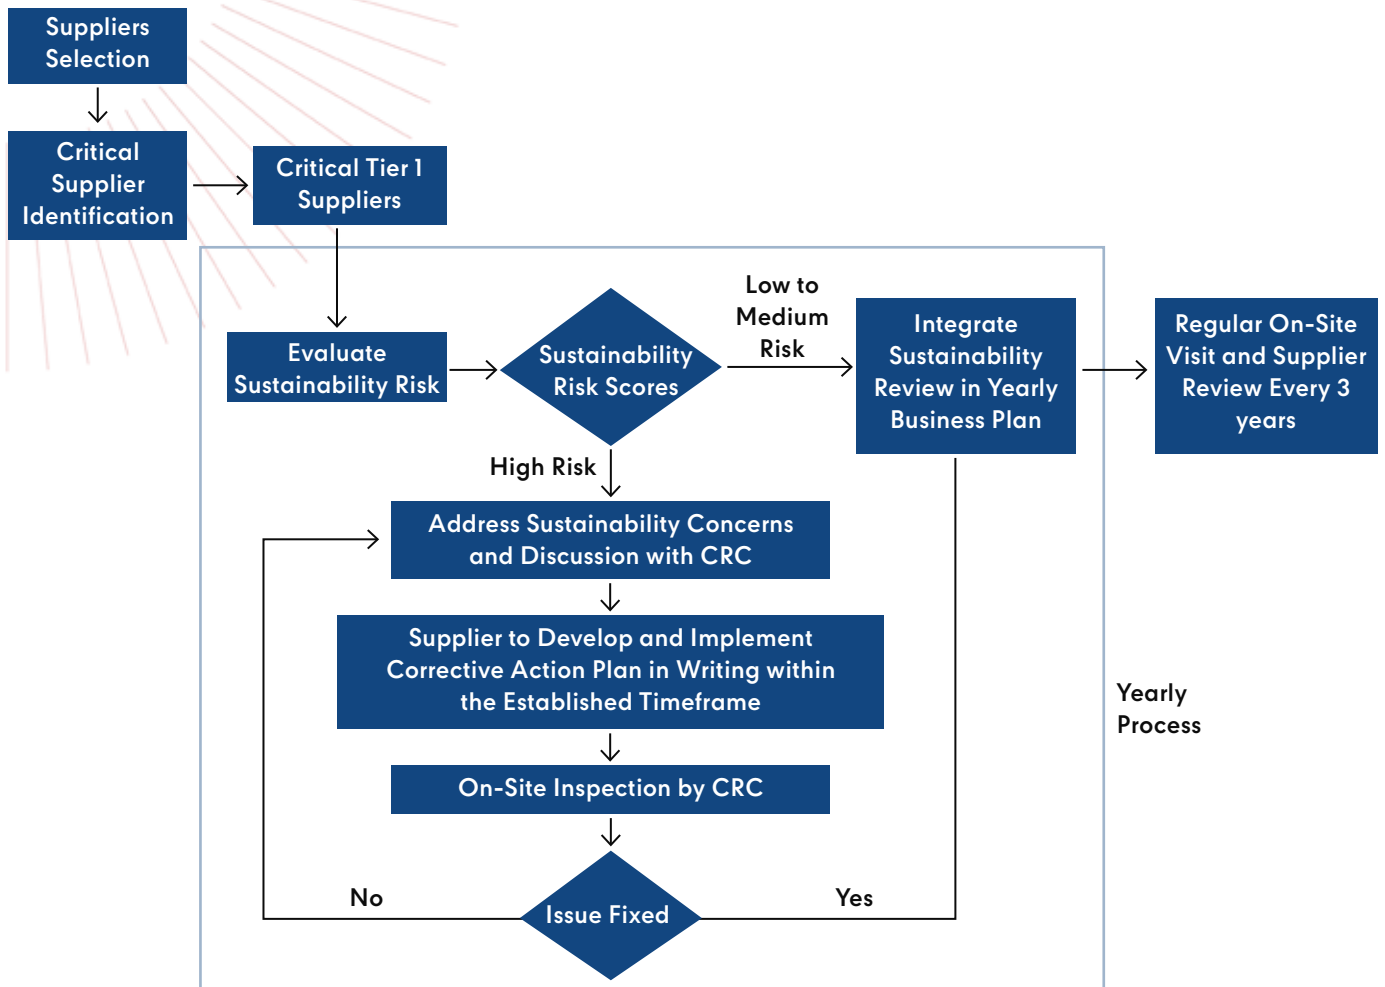 Suppliers
Selection
Critical
Supplier
Identification
Critical Tier 1
Suppliers
Evaluate
Sustainability Risk
Sustainability
Risk Scores
Low to
Medium
Risk
Integrate
Sustainability
Review in Yearly
Business Plan
Regular On-Site
Visit and Supplier
Review Every 3
years
High Risk
Address Sustainability Concerns
and Discussion with CRC
Supplier to Develop and Implement
Corrective Action Plan in Writing within
the Established Timeframe
Yearly
Process
On-Site Inspection by CRC
No
Issue Fixed
Yes